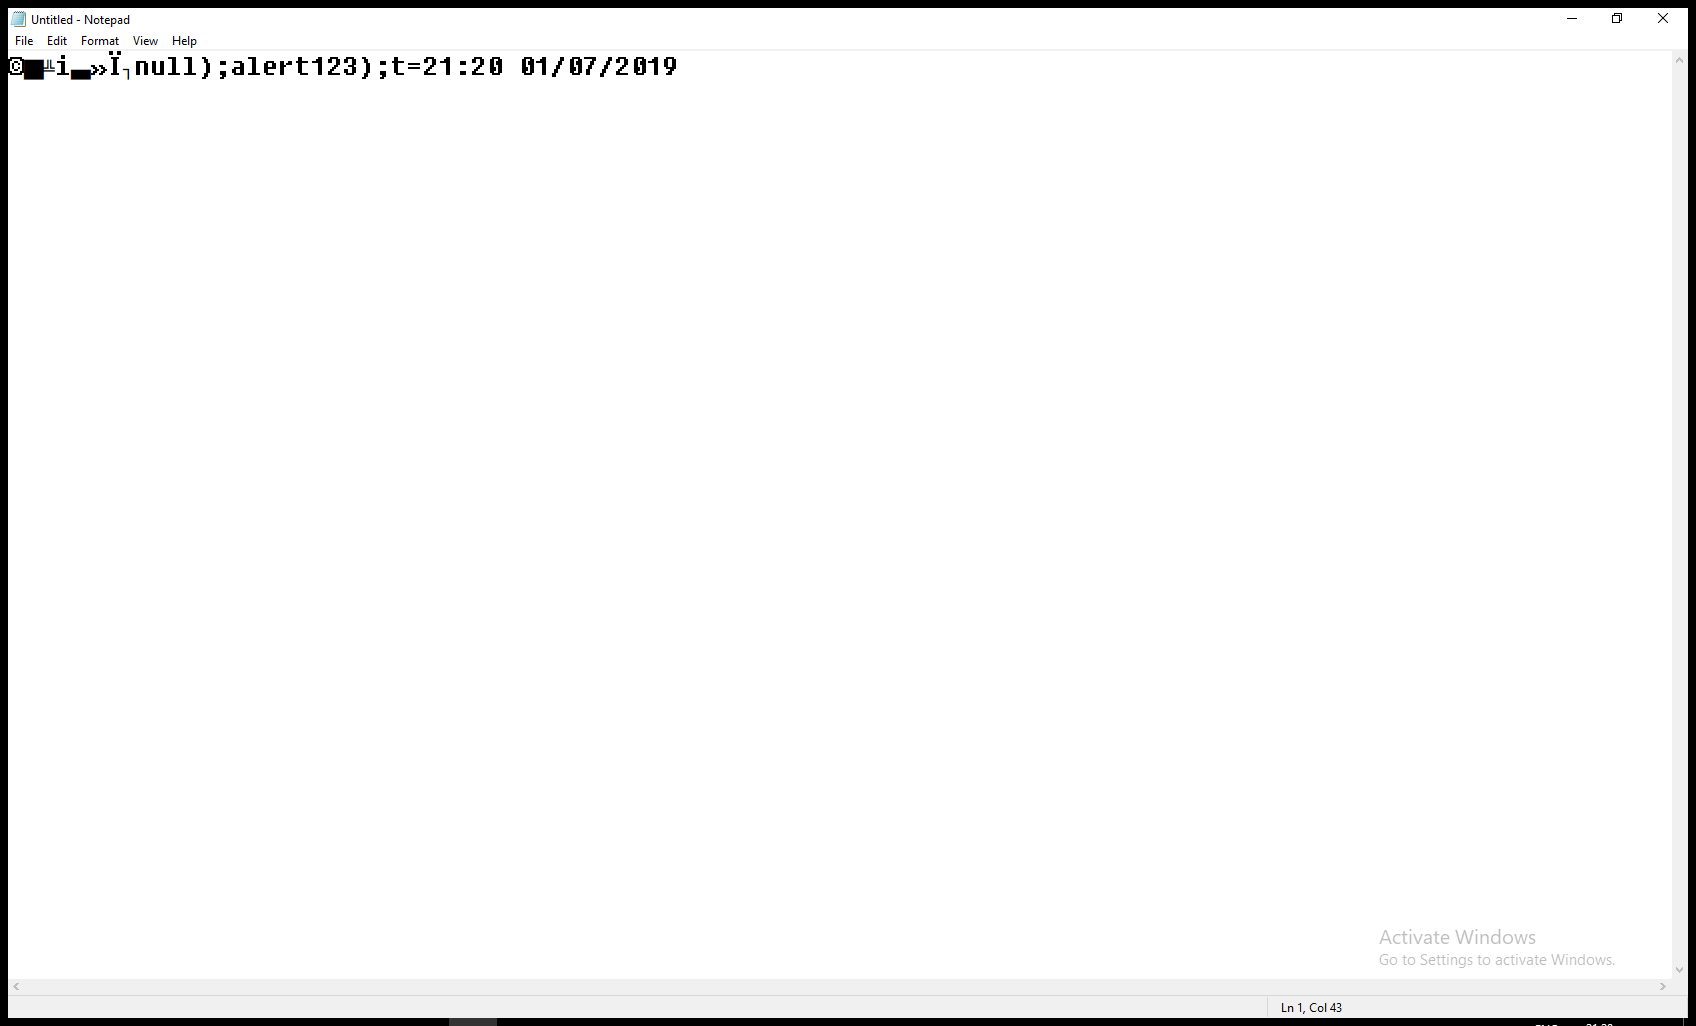 Untitled - Notepad
File Edit Format View Help
©▆╩i▂»Ï┐null);alert123);t=21:20 01/07/2019
Activate Windows
Go to Settings to activate Windows.
Ln 1, Col 43